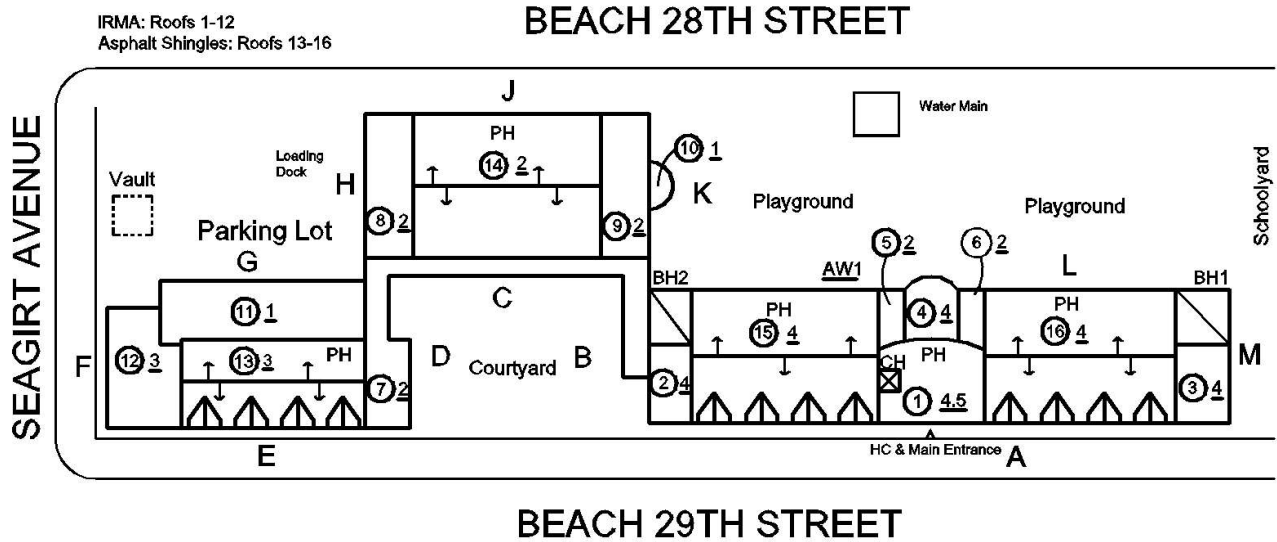 IRMA: Roofs 1-12
Asphalt Shingles: Roofs 13-16
BEACH 28TH STREET
SEAGIRT AVENUE
J
Water Main
PH
14 2
10 1
Loading
Dock
Vault
H
K
8 2
9 2
Playground
Playground
Schoolyard
Parking Lot
G
5 2
6 2
BH2
AW1
L
BH1
C
11 1
PH
15 4
4 4
PH
16 4
12 3
13 3
PH
F
D
Courtyard
B
CH
PH
M
7 2
2 4
1 4.5
3 4
E
HC & Main Entrance
A
BEACH 29TH STREET